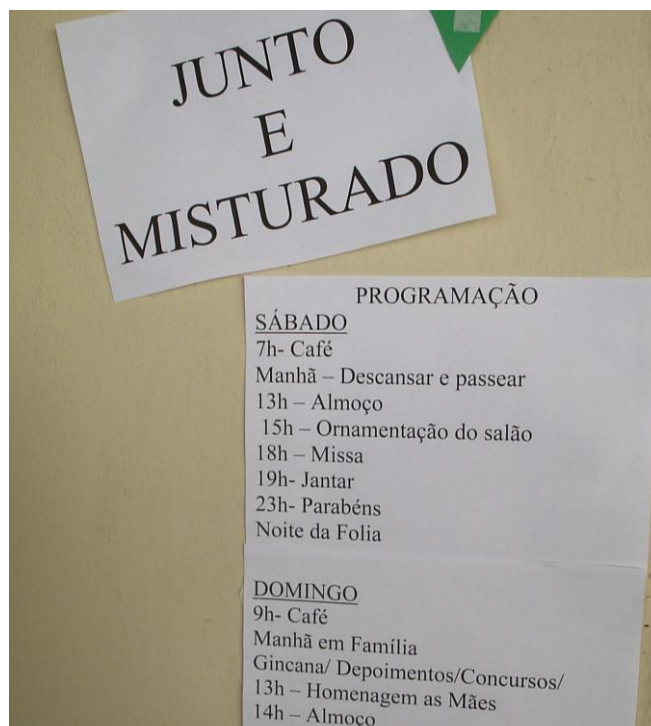 JUNTO
E
MISTURADO
PROGRAMAÇÃO
SÁBADO
7h- Café
Manhã – Descansar e passear
13h – Almoço
15h – Ornamentação do salão
18h – Missa
19h- Jantar
23h- Parabéns
Noite da Folia
DOMINGO
9h- Café
Manhã em Família
Gincana/ Depoimentos/Concursos/
13h – Homenagem as Mães
14h – Almoço